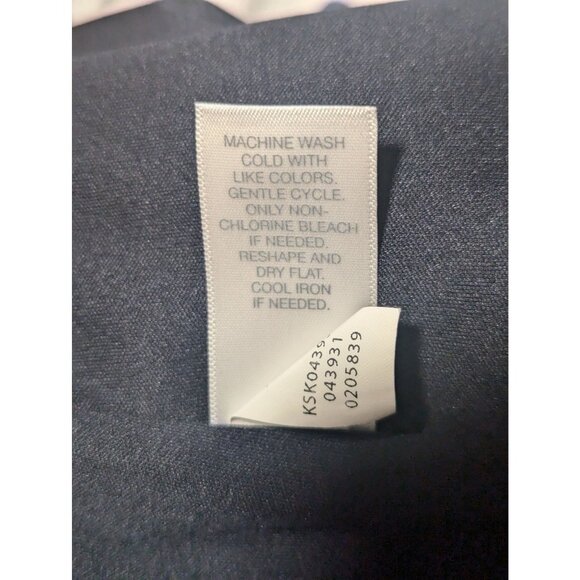 MACHINE WASH
COLD WITH
LIKE COLORS.
GENTLE CYCLE.
ONLY NON-
CHLORINE BLEACH
IF NEEDED.
RESHAPE AND
DRY FLAT.
COOL IRON
IF NEEDED.
KSK0439
043931
0205839